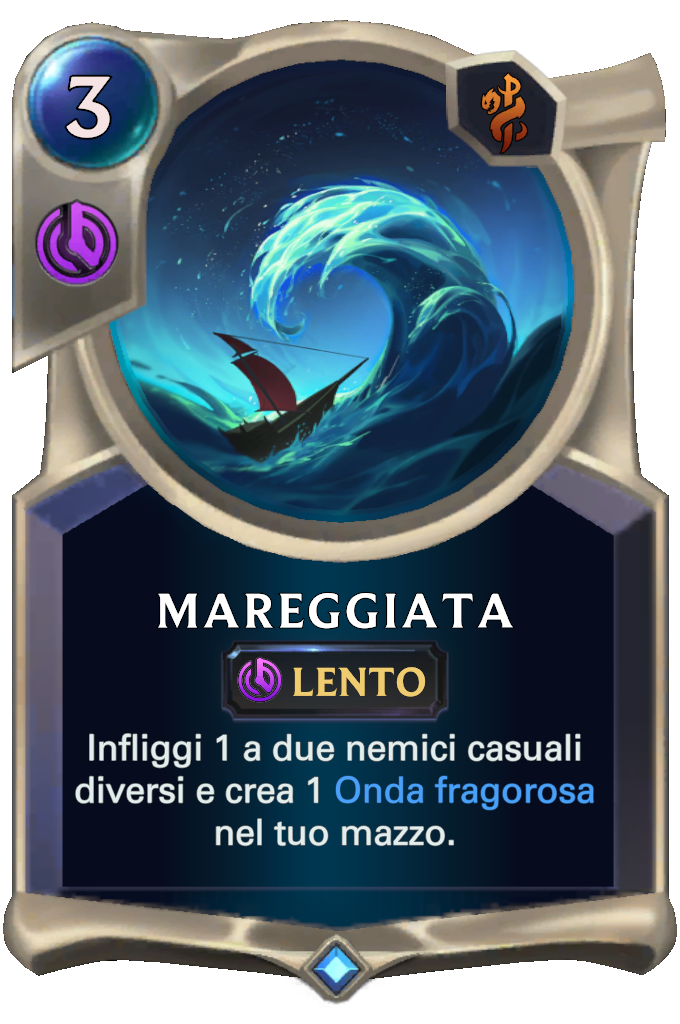 3
MAREGGIATA
LENTO
Infliggi 1 a due nemici casuali
diversi e crea 1 Onda fragorosa
nel tuo mazzo.